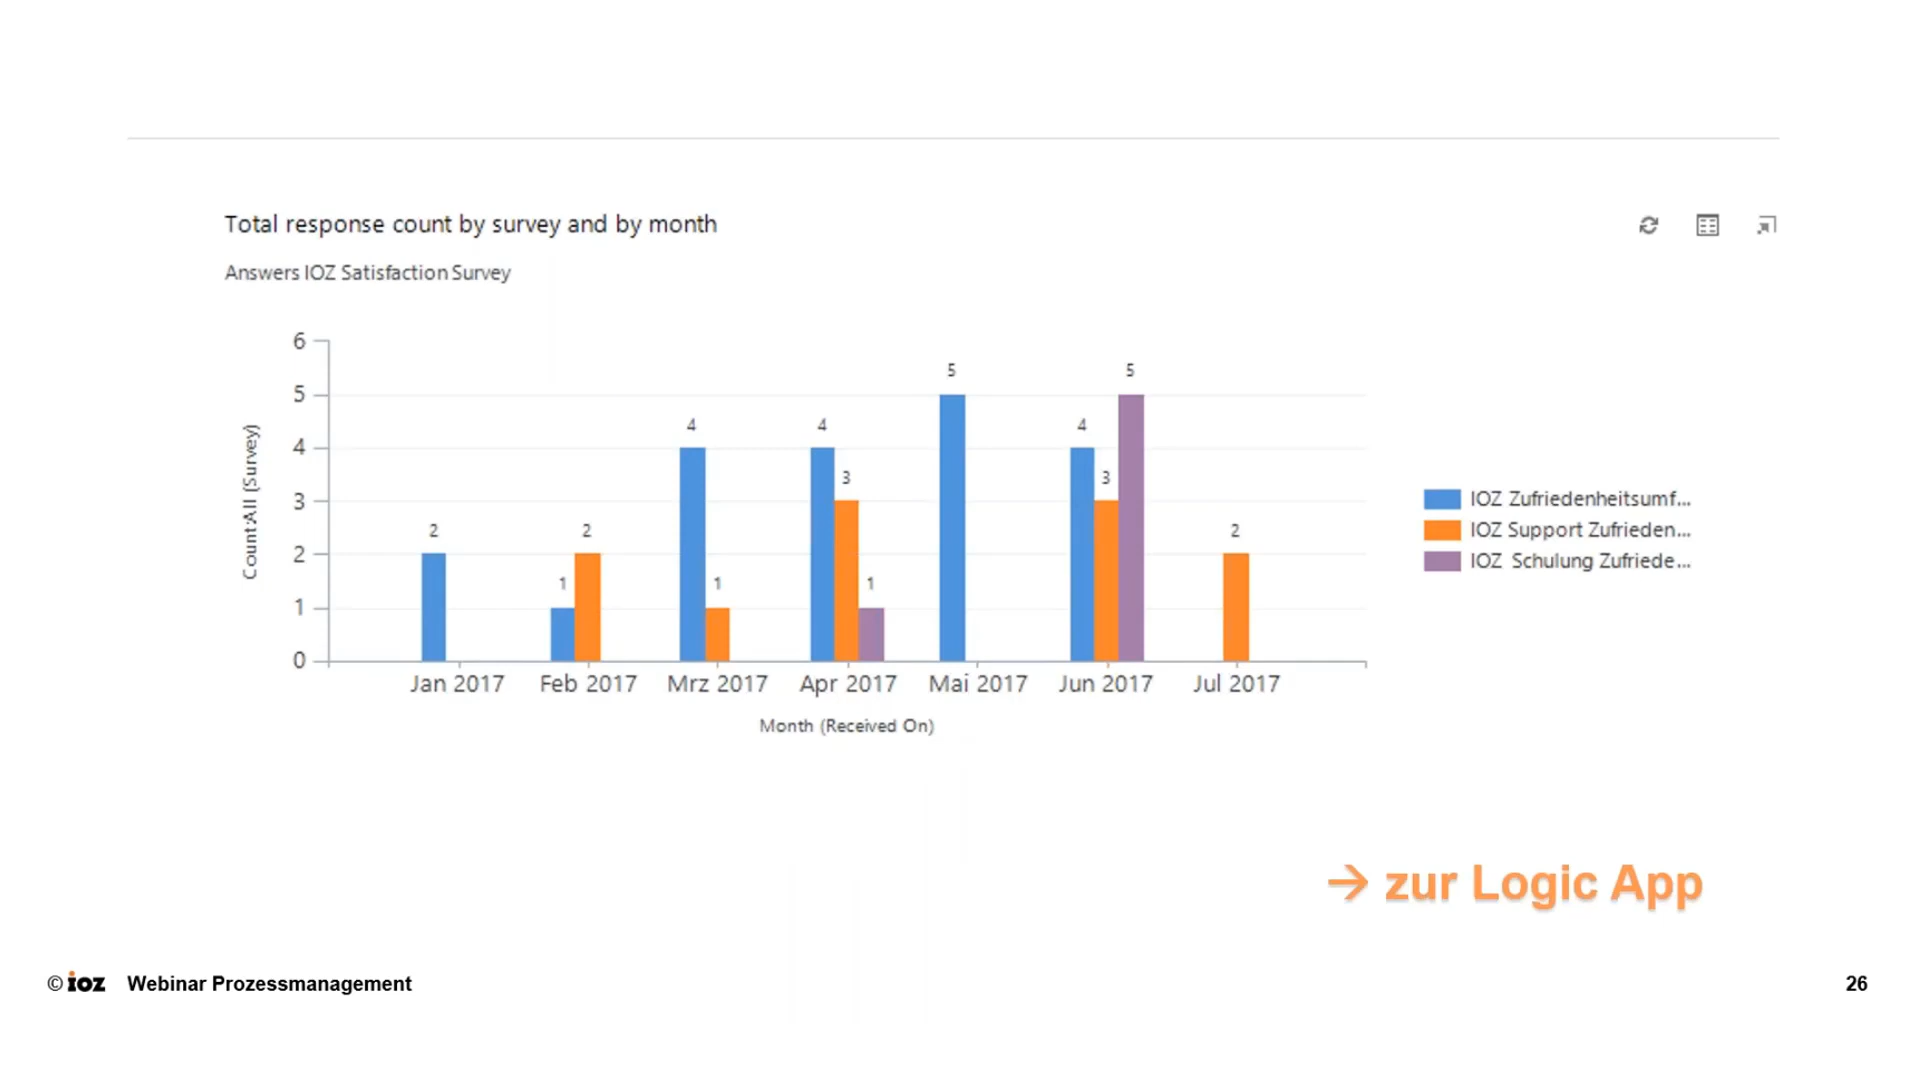 Total response count by survey and by month
Answers IOZ Satisfaction Survey
Count:All (Survey)
6
5
4
3
2
1
0
2
1
2
4
1
4
3
1
5
4
3
5
2
Jan 2017
Feb 2017
Mrz 2017
Apr 2017
Mai 2017
Jun 2017
Jul 2017
Month (Received On)
IOZ Zufriedenheitsumf...
IOZ Support Zufrieden...
IOZ  Schulung Zufriede...
→ zur Logic App
© ioz Webinar Prozessmanagement
26